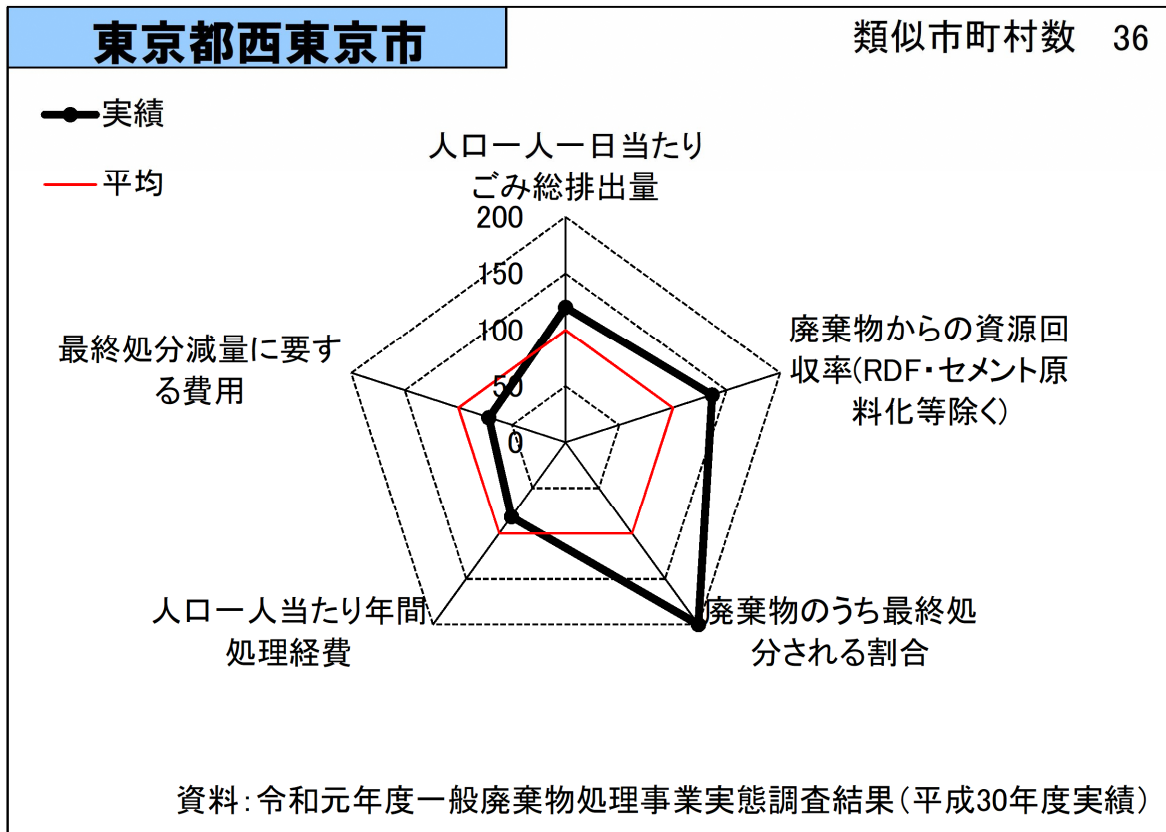 東京都西東京市
類似市町村数　36
実績
平均
人口一人一日当たり
ごみ総排出量
200
150
100
50
0
廃棄物からの資源回
収率(RDF・セメント原
料化等除く)
廃棄物のうち最終処
分される割合
人口一人当たり年間
処理経費
最終処分減量に要す
る費用
資料：令和元年度一般廃棄物処理事業実態調査結果（平成30年度実績）